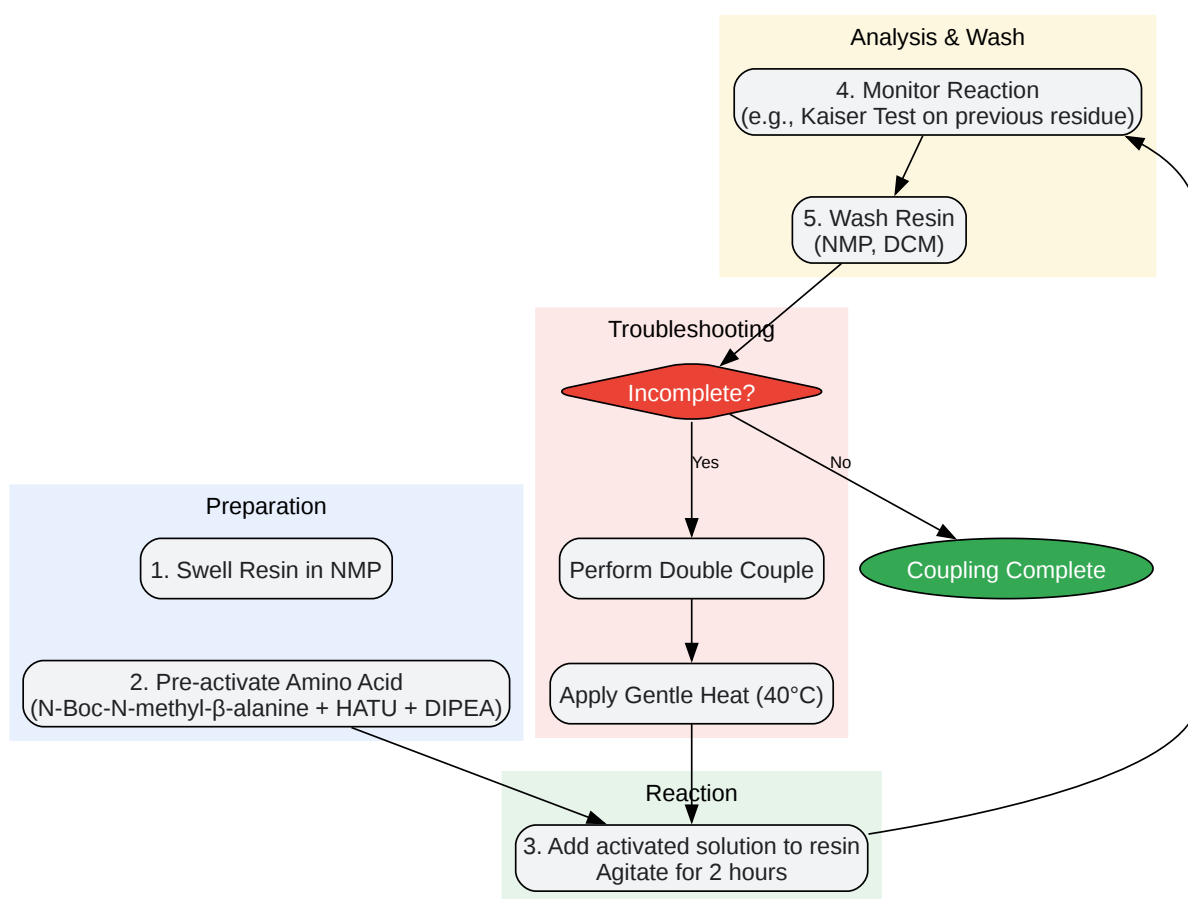 Analysis & Wash
4. Monitor Reaction
(e.g., Kaiser Test on previous residue)
5. Wash Resin
(NMP, DCM)
Troubleshooting
Incomplete?
Yes
No
Preparation
1. Swell Resin in NMP
Perform Double Couple
Coupling Complete
2. Pre-activate Amino Acid
(N-Boc-N-methyl-β-alanine + HATU + DIPEA)
Apply Gentle Heat (40°C)
Reaction
3. Add activated solution to resin
Agitate for 2 hours